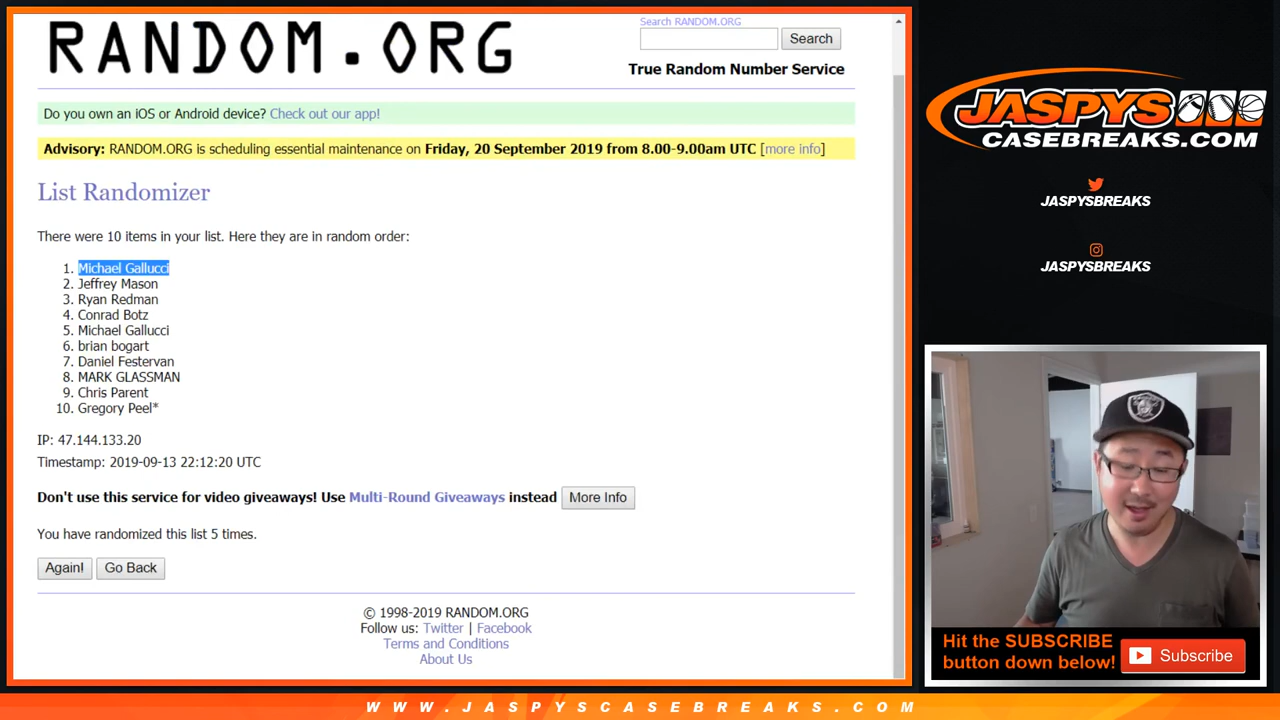 RANDOM.ORG
Search RANDOM.ORG
Search
True Random Number Service
Do you own an iOS or Android device? Check out our app!
Advisory: RANDOM.ORG is scheduling essential maintenance on Friday, 20 September 2019 from 8.00-9.00am UTC [more info]
List Randomizer
There were 10 items in your list. Here they are in random order:
1. Michael Gallucci
2. Jeffrey Mason
3. Ryan Redman
4. Conrad Botz
5. Michael Gallucci
6. brian bogart
7. Daniel Festervan
8. MARK GLASSMAN
9. Chris Parent
10. Gregory Peel*
IP: 47.144.133.20
Timestamp: 2019-09-13 22:12:20 UTC
Don't use this service for video giveaways! Use Multi-Round Giveaways instead More Info
You have randomized this list 5 times.
Again! Go Back
© 1998-2019 RANDOM.ORG
Follow us: Twitter | Facebook
Terms and Conditions
About Us
JASPYS
CASEBREAKS.COM
JASPYSBREAKS
JASPYSBREAKS
Hit the SUBSCRIBE
button down below!
Subscribe
WWW.JASPYSCASEBREAKS.COM